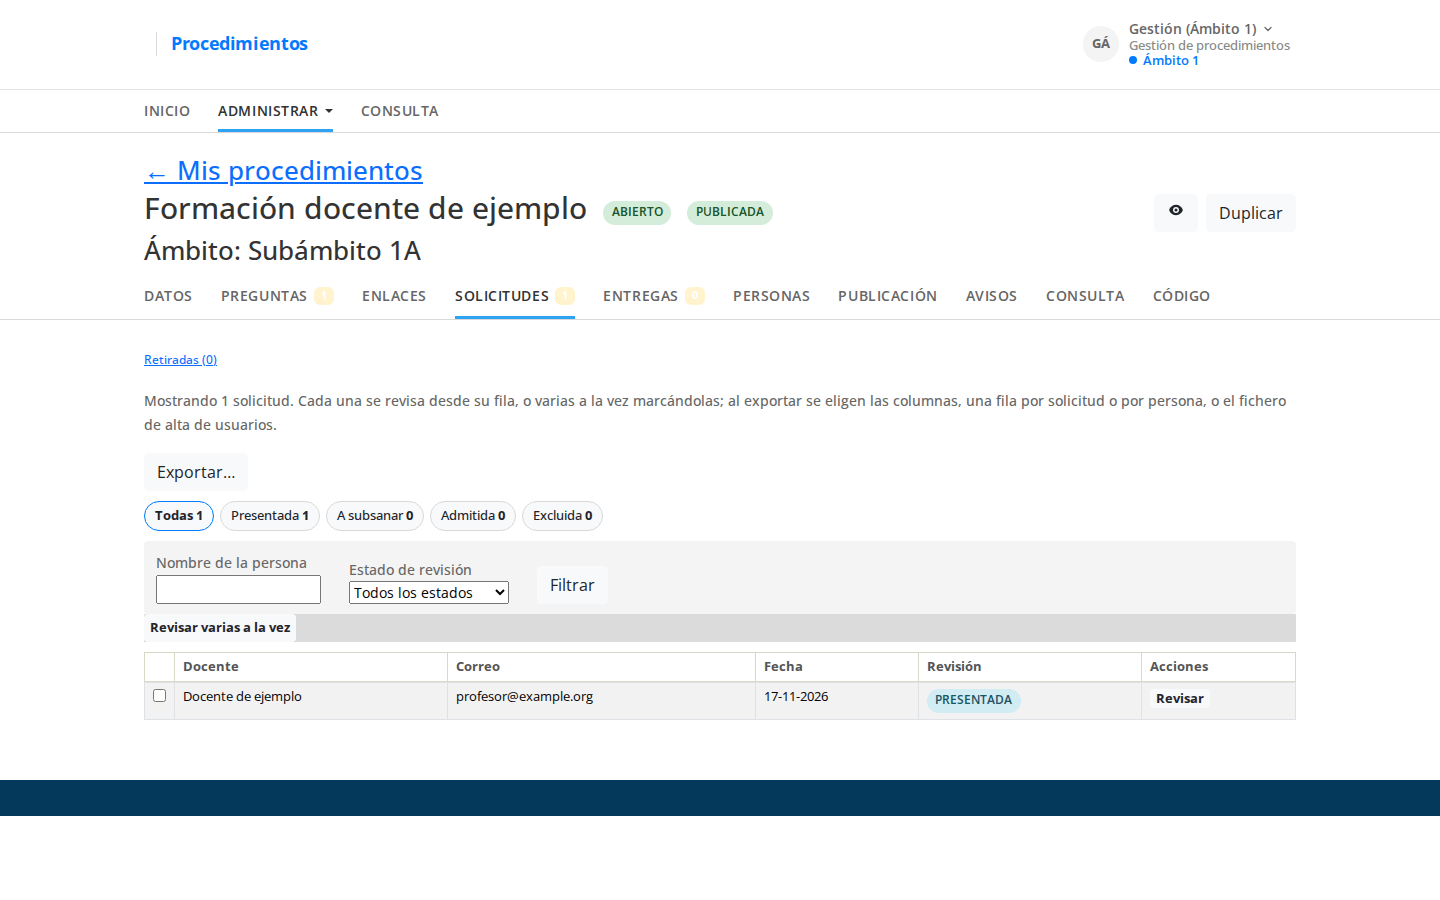 Procedimientos
GÁ
Gestión (Ámbito 1)
Gestión de procedimientos
Ámbito 1
INICIO
ADMINISTRAR
CONSULTA
← Mis procedimientos
Formación docente de ejemplo
ABIERTO
PUBLICADA
Duplicar
Ámbito: Subámbito 1A
DATOS
PREGUNTAS 1
ENLACES
SOLICITUDES 1
ENTREGAS 0
PERSONAS
PUBLICACIÓN
AVISOS
CONSULTA
CÓDIGO
Retiradas (0)
Mostrando 1 solicitud. Cada una se revisa desde su fila, o varias a la vez marcándolas; al exportar se eligen las columnas, una fila por solicitud o por persona, o el fichero
de alta de usuarios.
Exportar...
Todas 1
Presentada 1
A subsanar 0
Admitida 0
Excluida 0
Nombre de la persona
Estado de revisión
Todos los estados
Filtrar
Revisar varias a la vez
Docente Correo Fecha Revisión Acciones
Docente de ejemplo profesor@example.org 17-11-2026 PRESENTADA Revisar